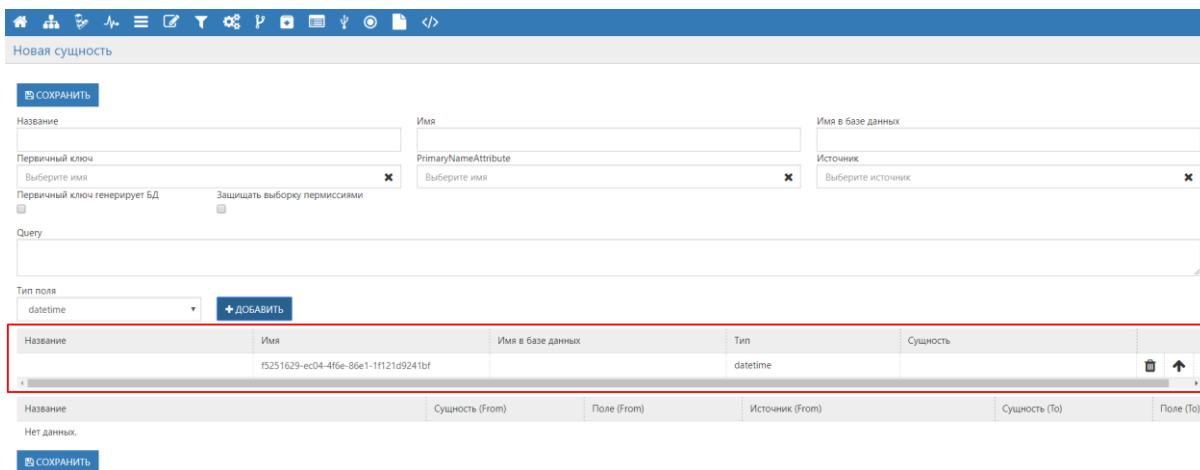 Новая сущность
СОХРАНИТЬ
Название Имя Имя в базе данных
Первичный ключ PrimaryNameAttribute Источник
Выберите имя Выберите имя Выберите источник
Первичный ключ генерирует БД Защищать выборку пермиссиями
Query
Тип поля
datetime + ДОБАВИТЬ
Название Имя Имя в базе данных Тип Сущность
f5251629-ec04-4f6e-86e1-1f121d9241bf datetime
Название Сущность (From) Поле (From) Источник (From) Сущность (To) Поле (To)
Нет данных.
СОХРАНИТЬ